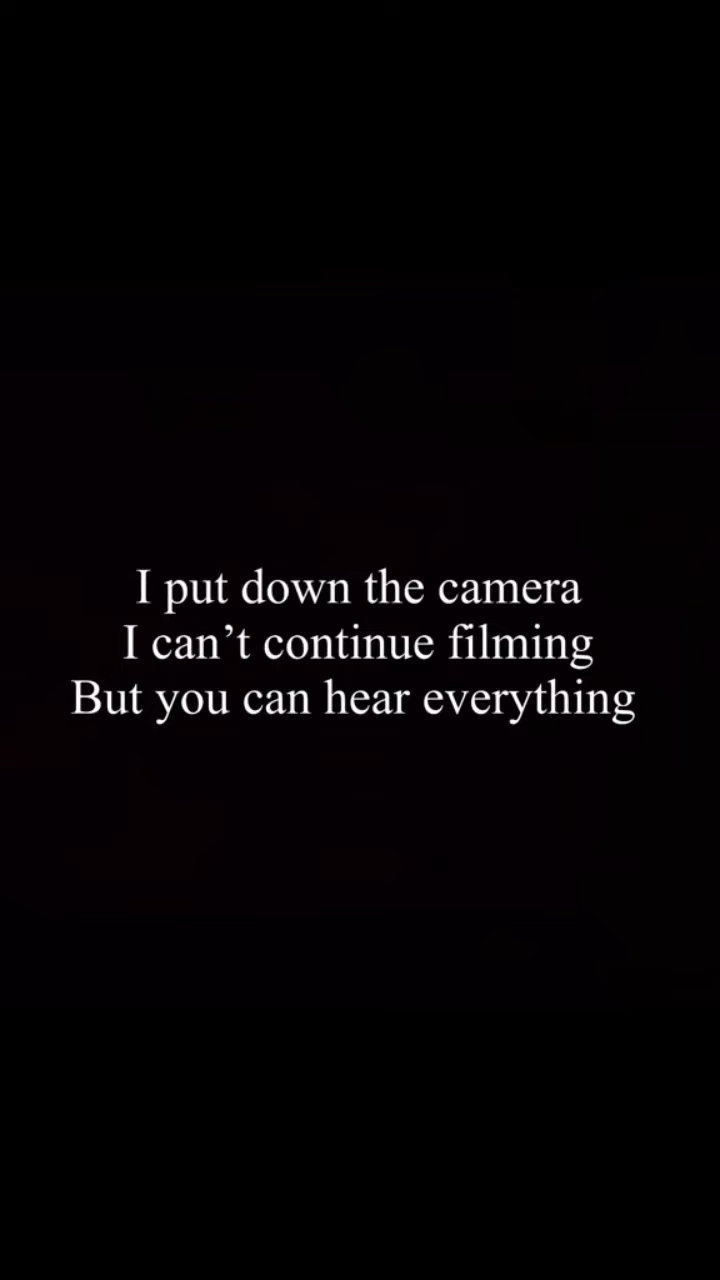 I put down the camera
I can’t continue filming
But you can hear everything